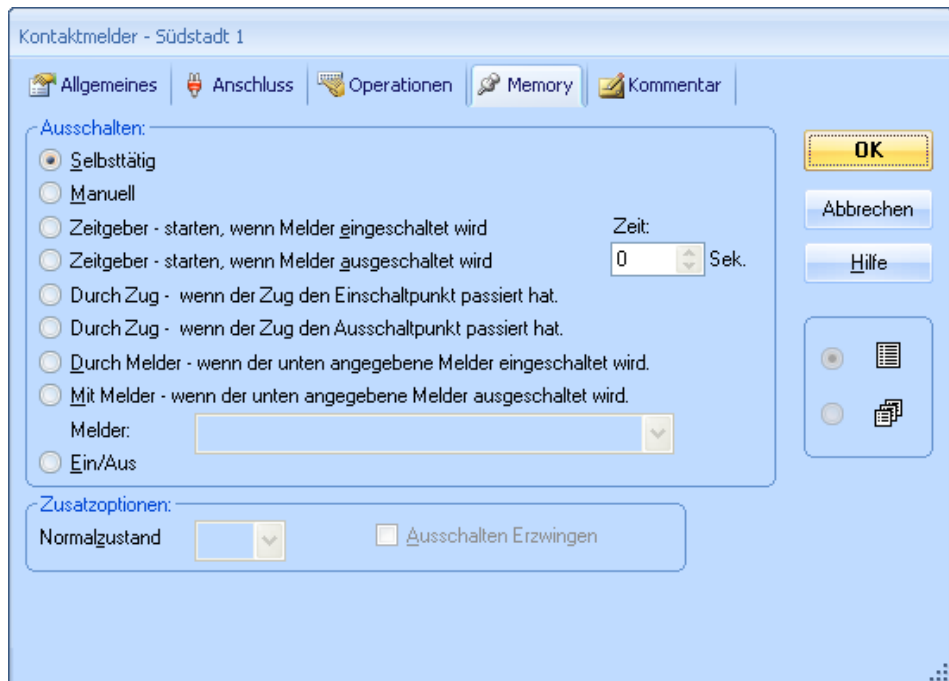 Kontaktmelder - Südstadt 1
Allgemeines Anschluss Operationen Memory Kommentar
Ausschalten:
Selbsttätig
Manuell
Zeitgeber - starten, wenn Melder eingeschaltet wird
Zeitgeber - starten, wenn Melder ausgeschaltet wird
Zeit:
0 Sek.
Durch Zug - wenn der Zug den Einschaltpunkt passiert hat.
Durch Zug - wenn der Zug den Ausschaltpunkt passiert hat.
Durch Melder - wenn der unten angegebene Melder eingeschaltet wird.
Mit Melder - wenn der unten angegebene Melder ausgeschaltet wird.
Melder:
Ein/Aus
Zusatzoptionen:
Normalzustand
Ausschalten Erzwingen
OK
Abbrechen
Hilfe